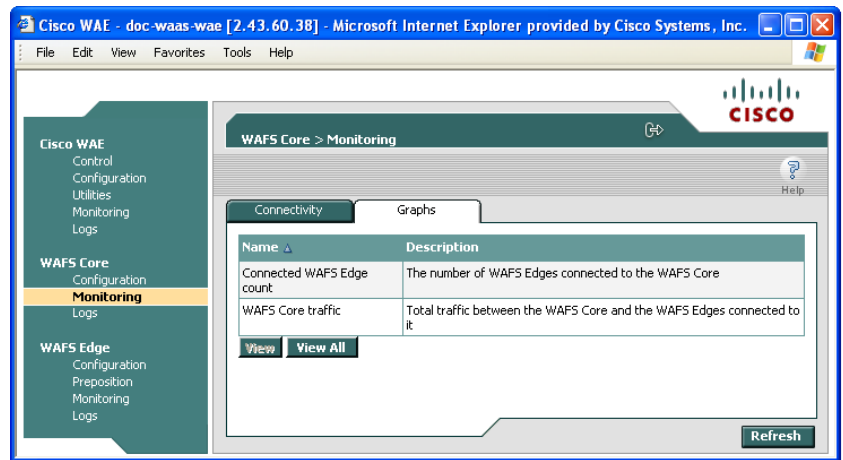 Cisco WAE - doc-waas-wae [2.43.60.38] - Microsoft Internet Explorer provided by Cisco Systems, Inc.
File Edit View Favorites Tools Help
CISCO
WAFS Core > Monitoring
Help
Cisco WAE
Control
Configuration
Utilities
Monitoring
Logs
WAFS Core
Configuration
Monitoring
Logs
WAFS Edge
Configuration
Preposition
Monitoring
Logs
Connectivity Graphs
Name Description
Connected WAFS Edge
count
The number of WAFS Edges connected to the WAFS Core
WAFS Core traffic
Total traffic between the WAFS Core and the WAFS Edges connected to
it
View View All
Refresh